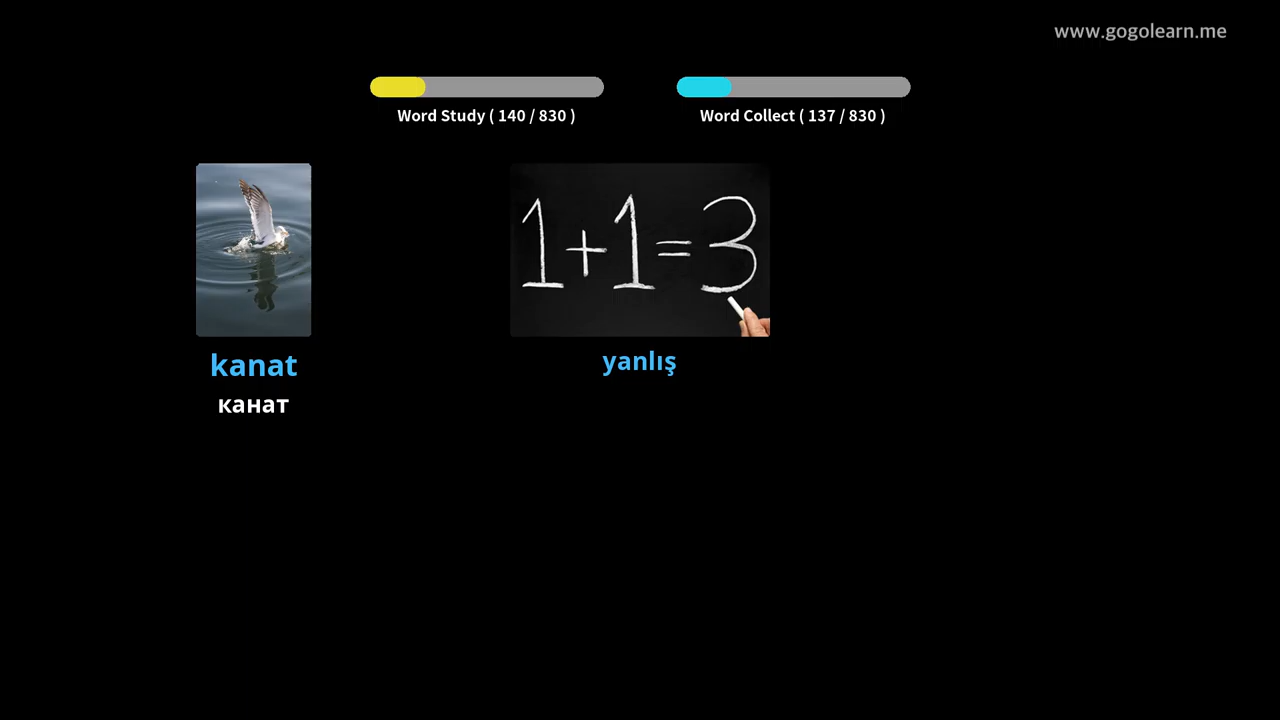 www.gogolearn.me
Word Study ( 140 / 830 )
Word Collect ( 137 / 830 )
1+1=3
kanat
канат
yanlış